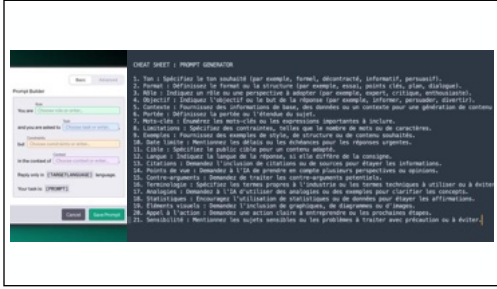 Basic
Advanced
Prompt Builder
Role
You are
Choose role or enter...
Task
and you are asked to
Choose task or enter...
Constraints
but
Context
in the context of
Choose context or enter...
Reply only in [TARGETLANGUAGE] language.
Your task is: [PROMPT].
Cancel
Save Prompt
CHEAT SHEET : PROMPT GENERATOR
1. Ton : Spécifiez le ton souhaité (par exemple, formel, décontracté, informatif, persuasif).
2. Format : Définissez le format ou la structure (par exemple, essai, points clés, plan, dialogue).
3. Rôle : Indiquez un rôle ou une perspective à adopter (par exemple, expert, critique, enthousiaste).
4. Objectif : Indiquez l'objectif ou le but de la réponse (par exemple, informer, persuader, divertir).
5. Contexte : Fournissez des informations de base, des données ou un contexte pour une génération de contenu
6. Portée : Définissez la portée ou l'étendue du sujet.
7. Mots-clés : Énumérez les mots-clés ou les expressions importantes à inclure.
8. Limitations : Spécifiez des contraintes, telles que le nombre de mots ou de caractères.
9. Exemples : Fournissez des exemples de style, de structure ou de contenu souhaités.
10. Date limite : Mentionnez les délais ou les échéances pour les réponses urgentes.
11. Cible : Spécifiez le public cible pour un contenu adapté.
12. Langue : Indiquez la langue de la réponse, si elle diffère de la consigne.
13. Citations : Demandez l'inclusion de citations ou de sources pour étayer les informations.
14. Points de vue : Demandez à l'IA de prendre en compte plusieurs perspectives ou opinions.
15. Contre-arguments : Demandez de traiter les contre-arguments potentiels.
16. Terminologie : Spécifiez les termes propres à l'industrie ou les termes techniques à utiliser ou à éviter
17. Analogies : Demandez à l'IA d'utiliser des analogies ou des exemples pour clarifier les concepts.
18. Statistiques : Encouragez l'utilisation de statistiques ou de données pour étayer les affirmations.
19. Éléments visuels : Demandez l'inclusion de graphiques, de diagrammes ou d'images.
20. Appel à l'action : Demandez une action claire à entreprendre ou les prochaines étapes.
21. Sensibilité : Mentionnez les sujets sensibles ou les problèmes à traiter avec précaution ou à éviter.